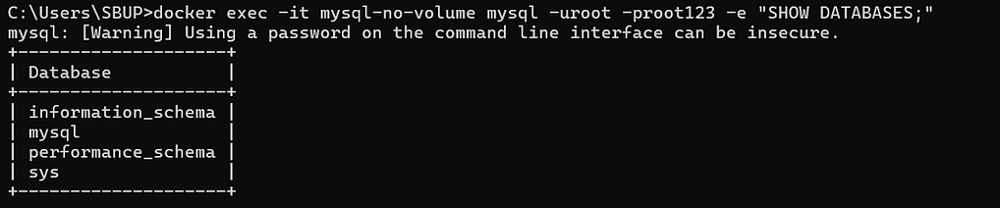 C:\Users\SBUP>docker exec -it mysql-no-volume mysql -uroot -proot123 -e "SHOW DATABASES;"
mysql: [Warning] Using a password on the command line interface can be insecure.
+--------------------+
| Database           |
+--------------------+
| information_schema |
| mysql              |
| performance_schema |
| sys                |
+--------------------+